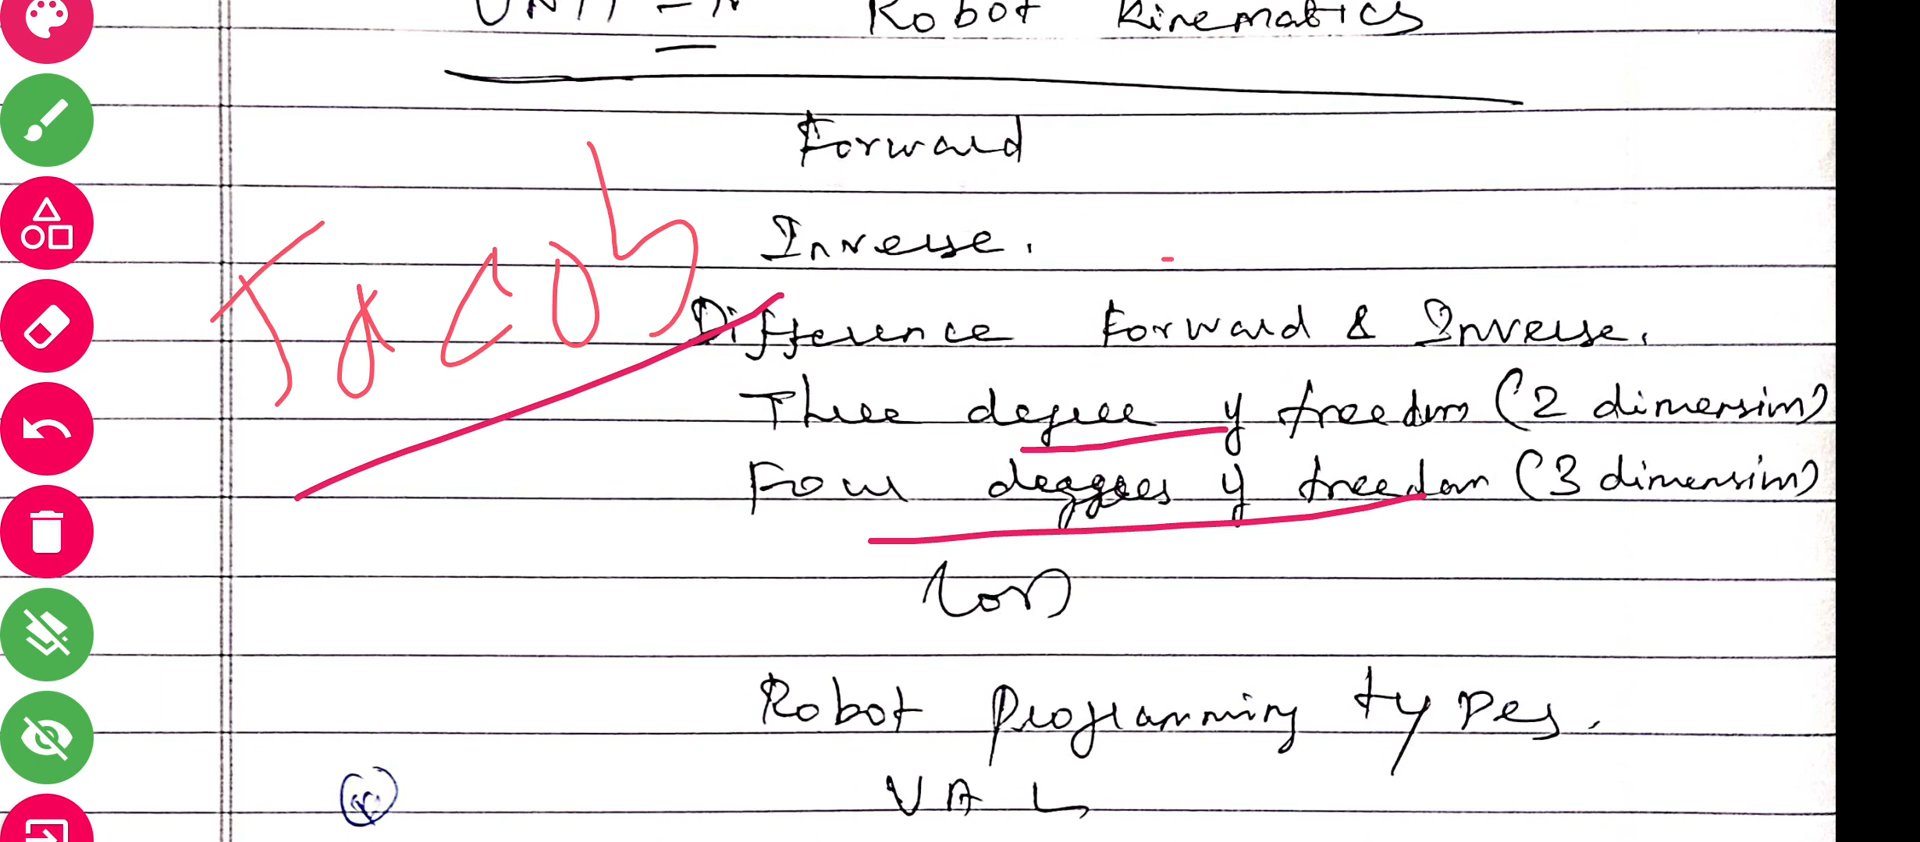 UNIT - IV Robot Kinematics
Forward
Inverse.
Jacob
Difference Forward & Inverse.
Three degree of freedom (2 dimension)
Four degrees of freedom (3 dimension)
(or)
Robot Programming types.
VAL